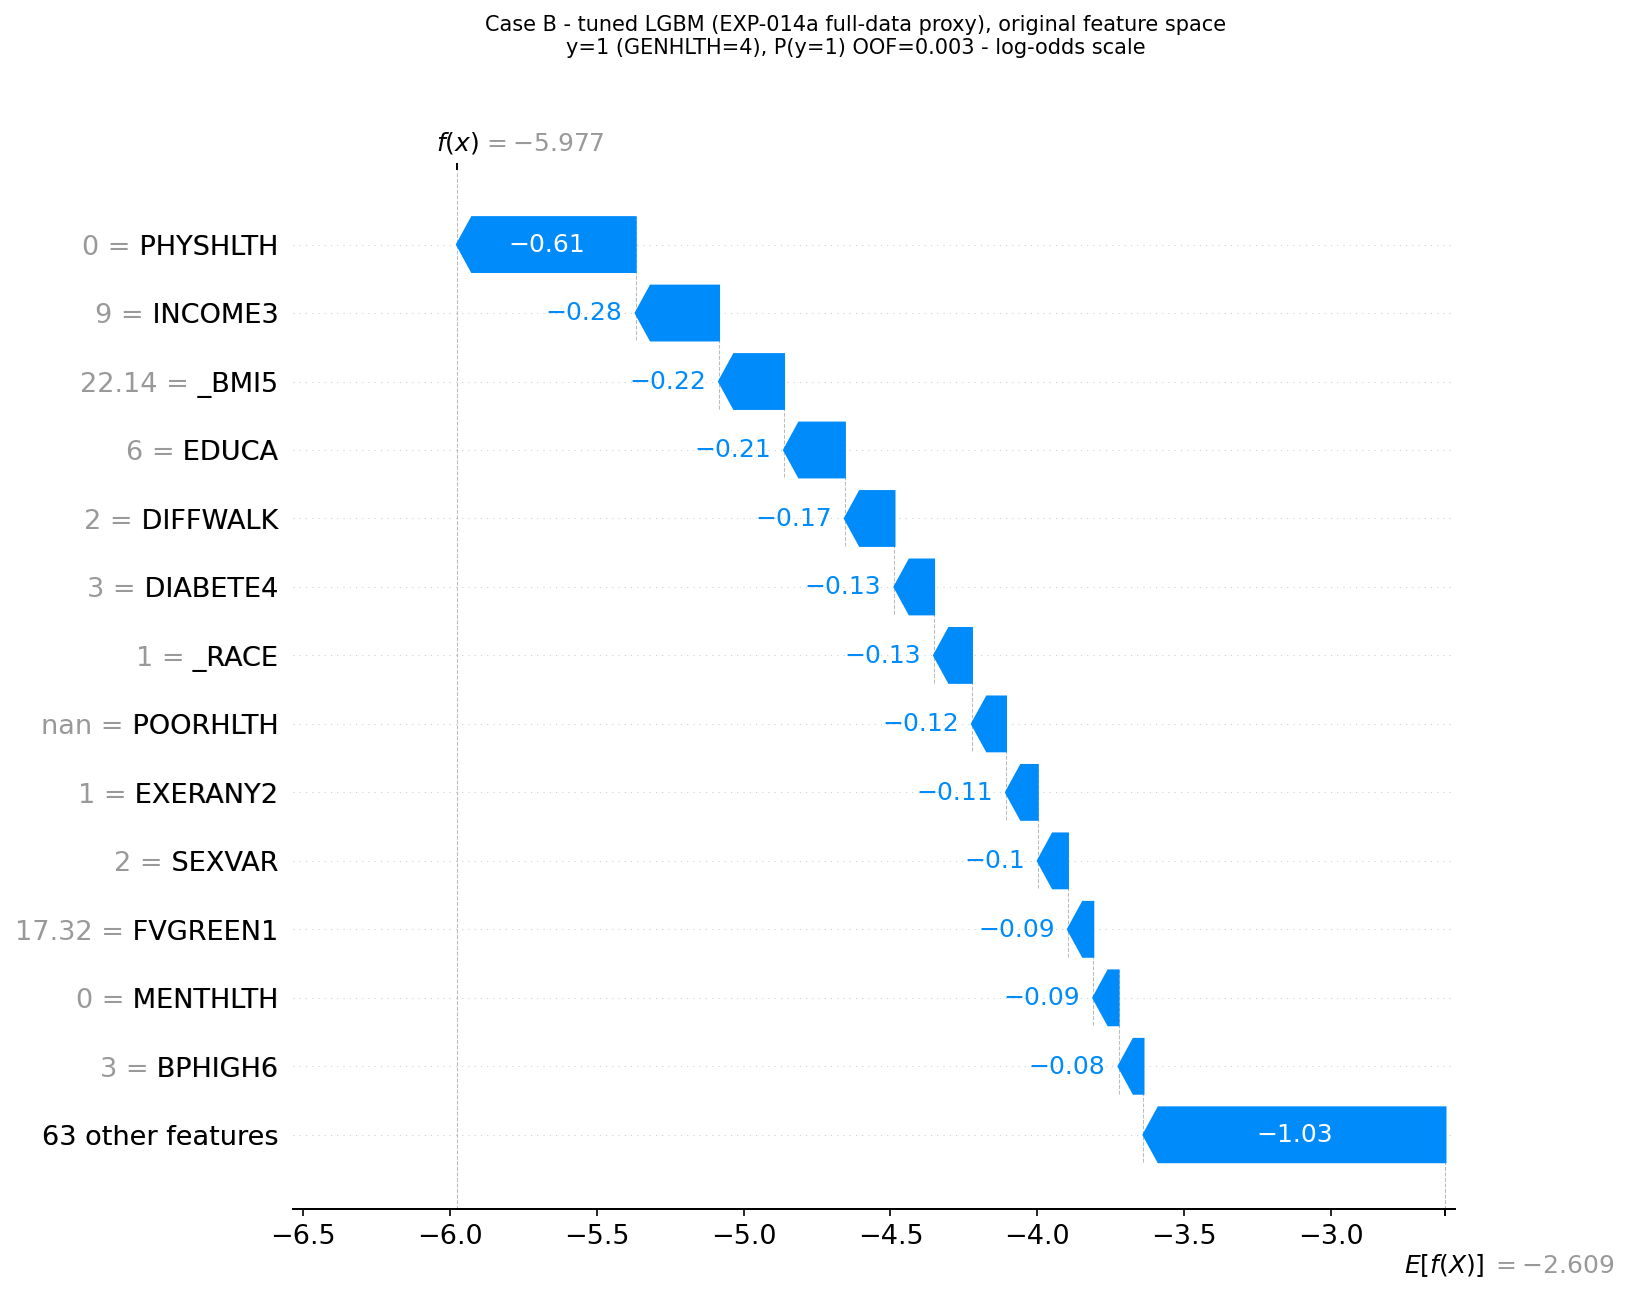 Case B - tuned LGBM (EXP-014a full-data proxy), original feature space
y=1 (GENHLTH=4), P(y=1) OOF=0.003 - log-odds scale
f(x) = −5.977
0 = PHYSHLTH −0.61
9 = INCOME3 −0.28
22.14 = _BMI5 −0.22
6 = EDUCA −0.21
2 = DIFFWALK −0.17
3 = DIABETE4 −0.13
1 = _RACE −0.13
nan = POORHLTH −0.12
1 = EXERANY2 −0.11
2 = SEXVAR −0.1
17.32 = FVGREEN1 −0.09
0 = MENTHLTH −0.09
3 = BPHIGH6 −0.08
63 other features −1.03
−6.5 −6.0 −5.5 −5.0 −4.5 −4.0 −3.5 −3.0
E[f(X)] = −2.609